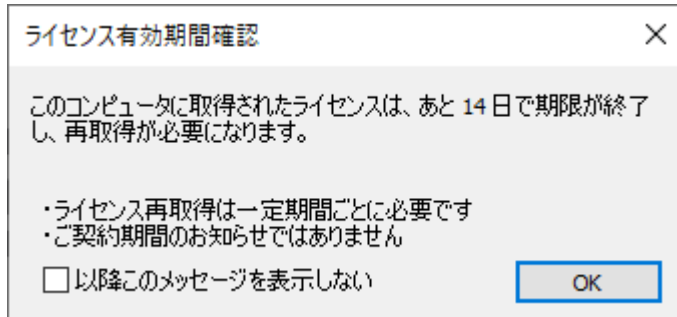 ライセンス有効期間確認
このコンピュータに取得されたライセンスは、あと 14 日で期限が終了
し、再取得が必要になります。
・ライセンス再取得は一定期間ごとに必要です
・ご契約期間のお知らせではありません
以降このメッセージを表示しない
OK